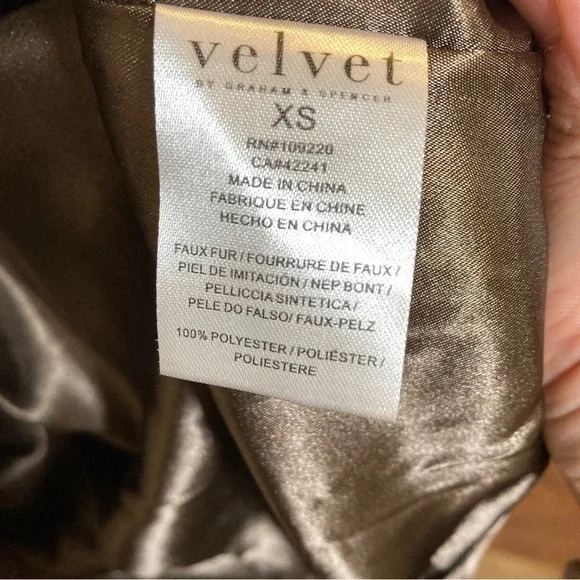 velvet
BY GRAHAM & SPENCER
XS
RN#109220
CA#42241
MADE IN CHINA
FABRIQUE EN CHINE
HECHO EN CHINA
FAUX FUR / FOURRURE DE FAUX /
PIEL DE IMITACIÓN / NEP BONT /
PELLICCIA SINTETICA /
PELE DO FALSO/ FAUX-PELZ
100% POLYESTER / POLIÉSTER /
POLIESTERE